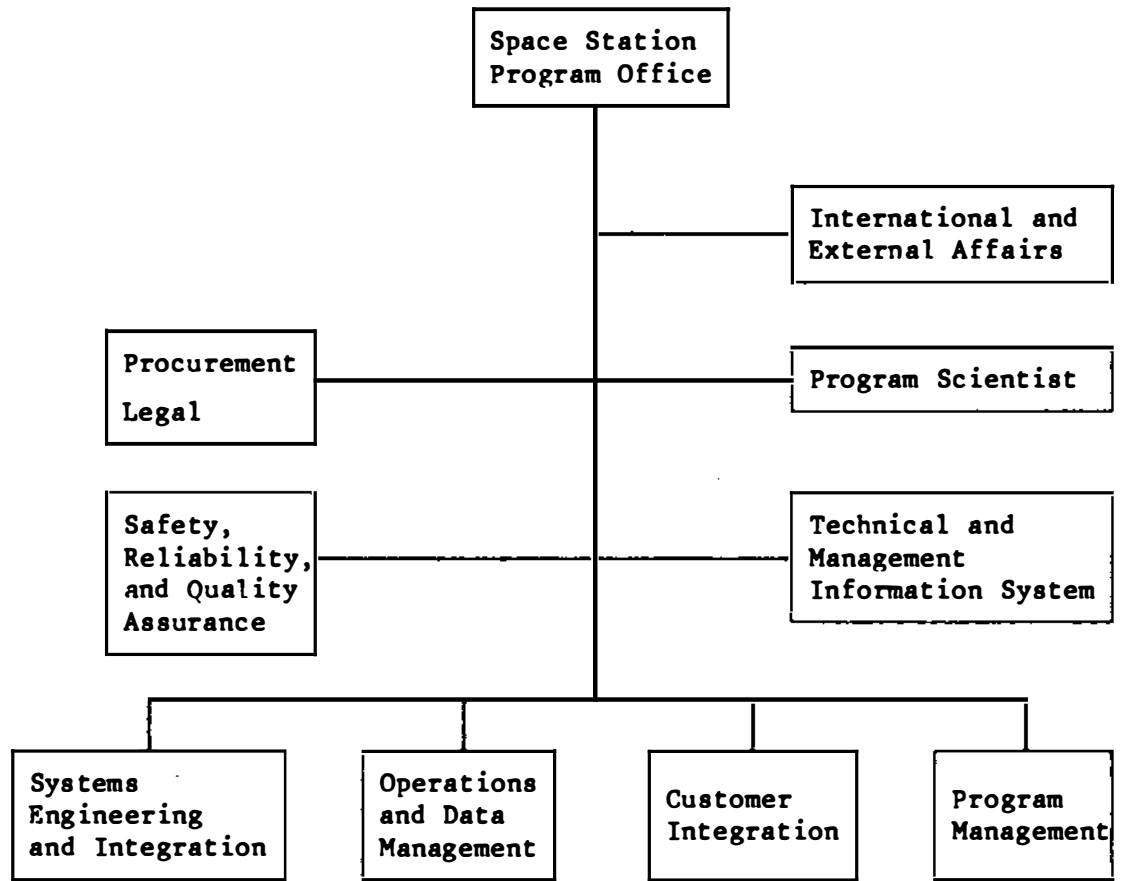 Space Station
Program Office
International and
External Affairs
Procurement
Legal
Program Scientist
Safety,
Reliability,
and Quality
Assurance
Technical and
Management
Information System
Systems
Engineering
and Integration
Operations
and Data
Management
Customer
Integration
Program
Management